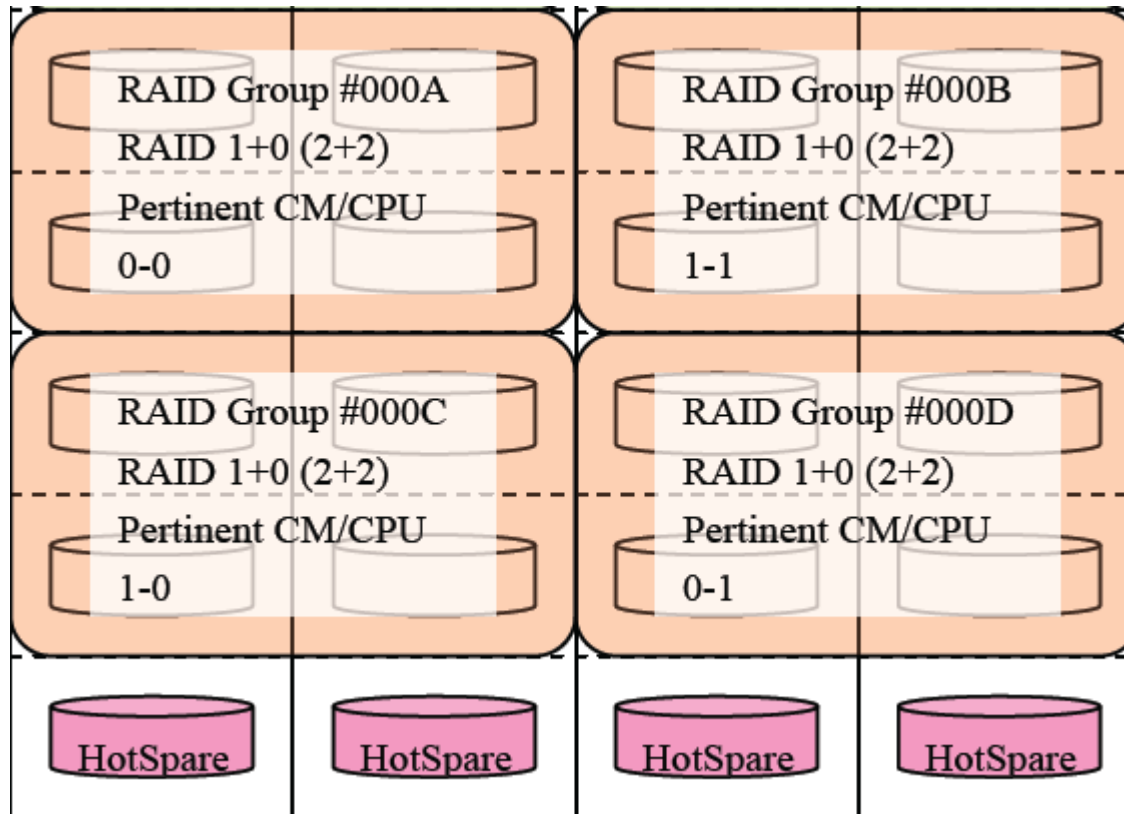 RAID Group #000A
RAID 1+0 (2+2)
Pertinent CM/CPU
0-0
RAID Group #000B
RAID 1+0 (2+2)
Pertinent CM/CPU
1-1
RAID Group #000C
RAID 1+0 (2+2)
Pertinent CM/CPU
1-0
RAID Group #000D
RAID 1+0 (2+2)
Pertinent CM/CPU
0-1
HotSpare
HotSpare
HotSpare
HotSpare